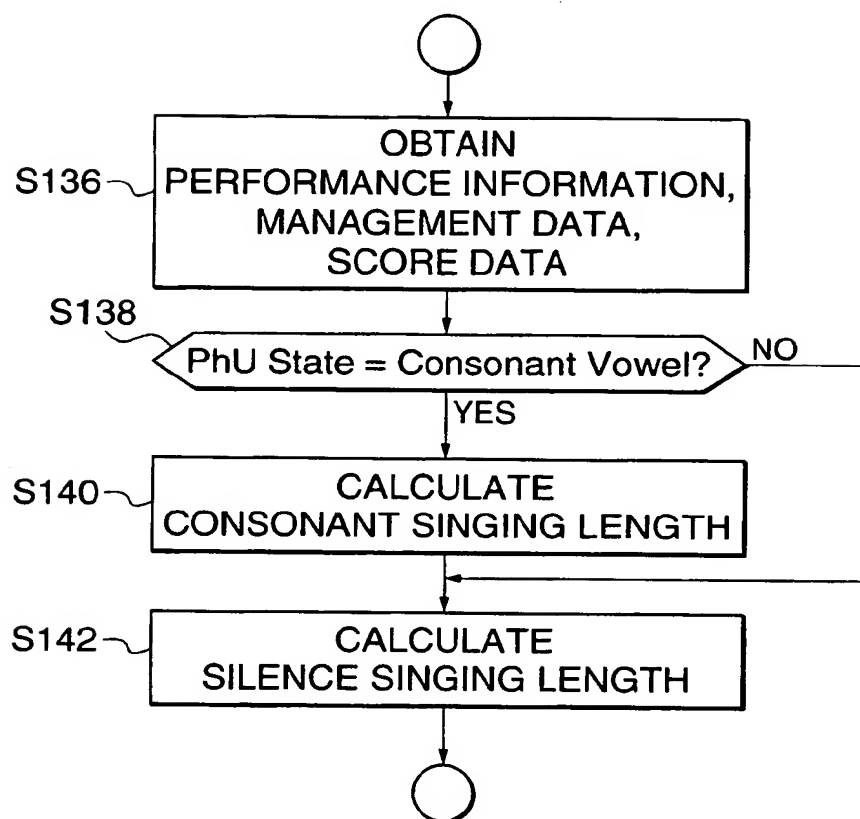 S136
OBTAIN
PERFORMANCE INFORMATION,
MANAGEMENT DATA,
SCORE DATA
S138
PhU State = Consonant Vowel?
NO
YES
S140
CALCULATE
CONSONANT SINGING LENGTH
S142
CALCULATE
SILENCE SINGING LENGTH